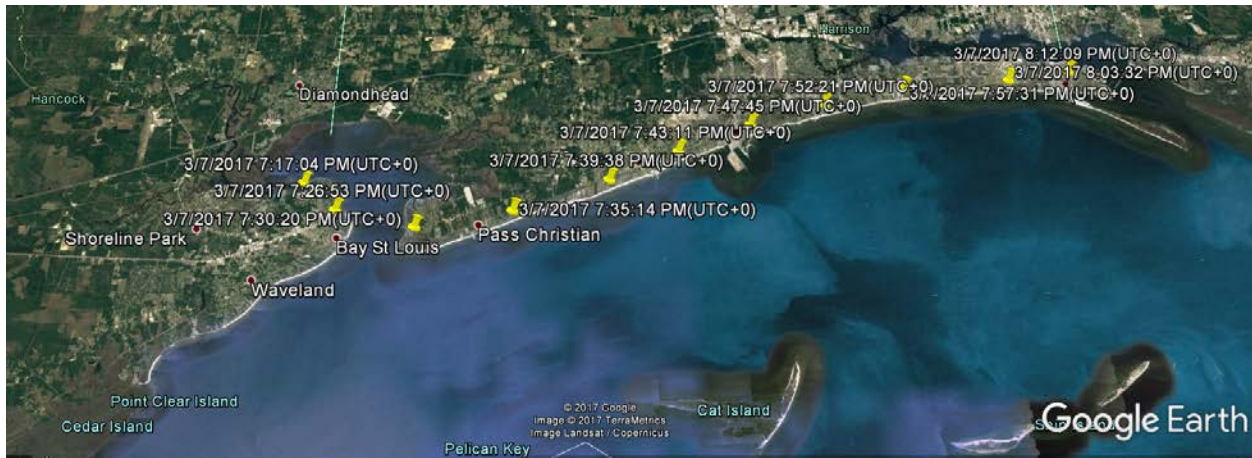 Harrison
3/7/2017 8:12:09 PM(UTC+0)
3/7/2017 8:03:32 PM(UTC+0)
3/7/2017 7:57:31 PM(UTC+0)
3/7/2017 7:52:21 PM(UTC+0)
3/7/2017 7:47:45 PM(UTC+0)
3/7/2017 7:43:11 PM(UTC+0)
3/7/2017 7:39:38 PM(UTC+0)
3/7/2017 7:35:14 PM(UTC+0)
Hancock
Diamondhead
3/7/2017 7:17:04 PM(UTC+0)
3/7/2017 7:26:53 PM(UTC+0)
3/7/2017 7:30:20 PM(UTC+0)
Shoreline Park
Bay St Louis
Pass Christian
Waveland
Point Clear Island
Cedar Island
Pelican Key
Cat Island
© 2017 Google
Image © 2017 TerraMetrics
Image Landsat / Copernicus
Google Earth